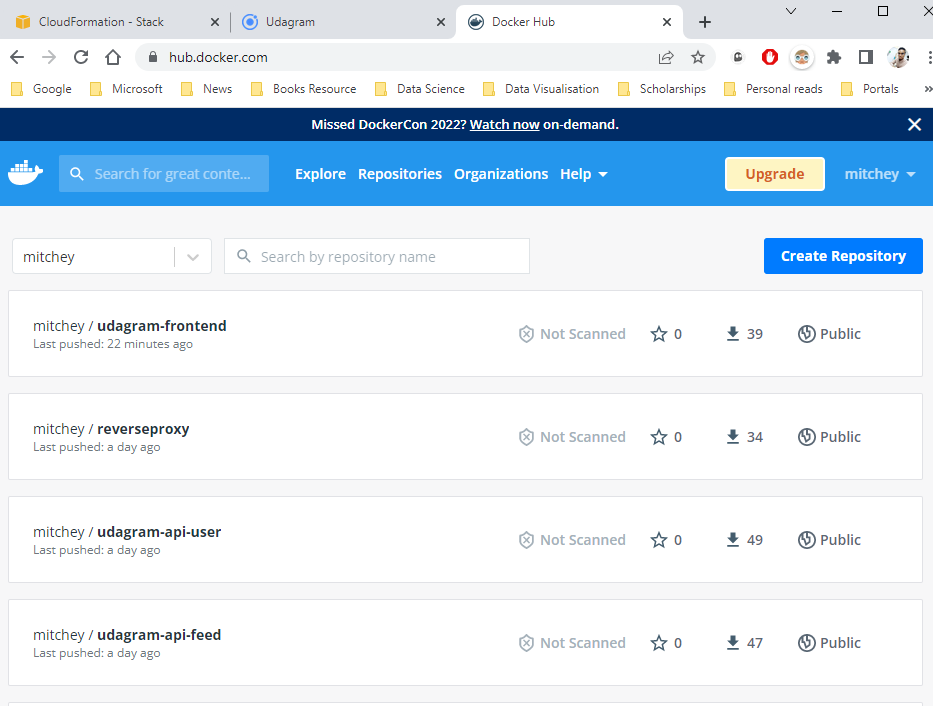 CloudFormation - Stack
Udagram
Docker Hub
hub.docker.com
Google Microsoft News Books Resource Data Science Data Visualisation Scholarships Personal reads Portals »
Missed DockerCon 2022? Watch now on-demand.
Search for great conte... Explore Repositories Organizations Help Upgrade mitchey
mitchey Search by repository name Create Repository
mitchey / udagram-frontend
Last pushed: 22 minutes ago
Not Scanned 0 39 Public
mitchey / reverseproxy
Last pushed: a day ago
Not Scanned 0 34 Public
mitchey / udagram-api-user
Last pushed: a day ago
Not Scanned 0 49 Public
mitchey / udagram-api-feed
Last pushed: a day ago
Not Scanned 0 47 Public